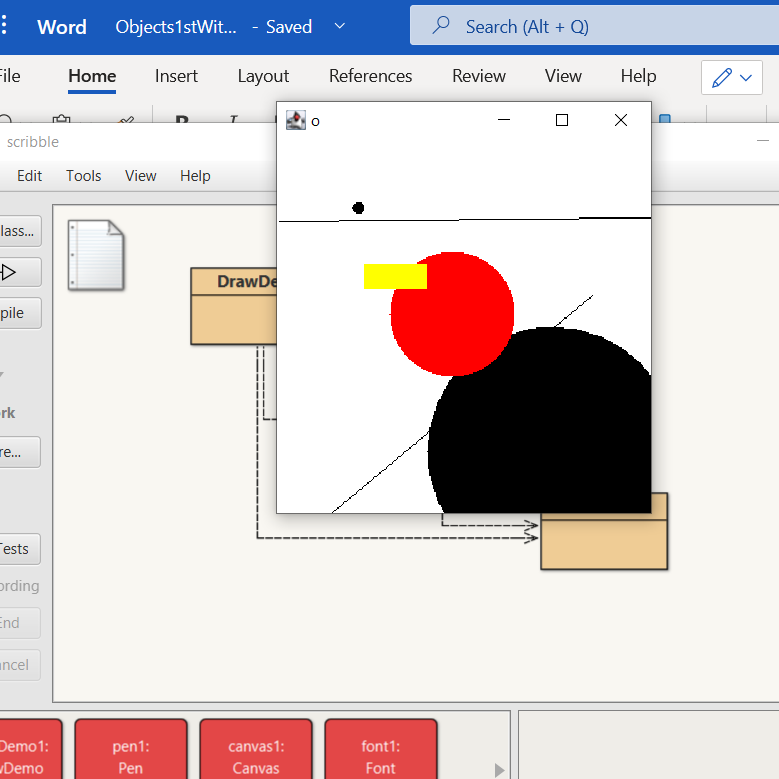 Word Objects1stWit... - Saved Search (Alt + Q)
File Home Insert Layout References Review View Help
o
scribble
Edit Tools View Help
lass...
DrawDe
pile
rk
re...
Tests
ording
End
ancel
Demo1: pen1: canvas1: font1:
wDemo Pen Canvas Font